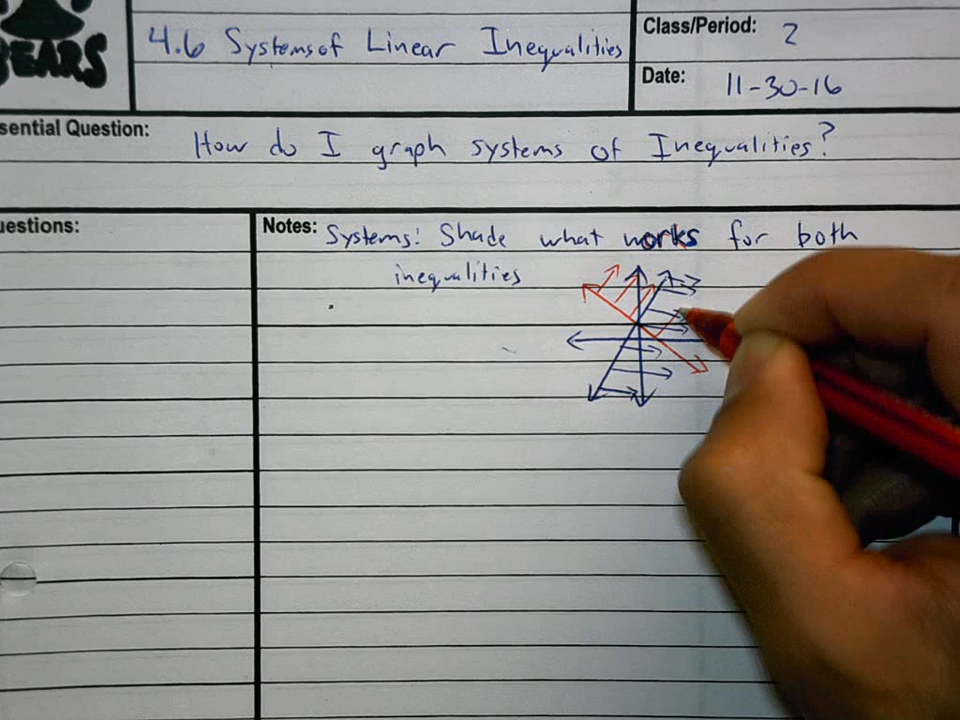 4.6 Systems of Linear Inequalities
Class/Period: 2
BEARS
Date: 11-30-16
sential Question: How do I graph systems of Inequalities?
uestions:
Notes: Systems: Shade what works for both
inequalities